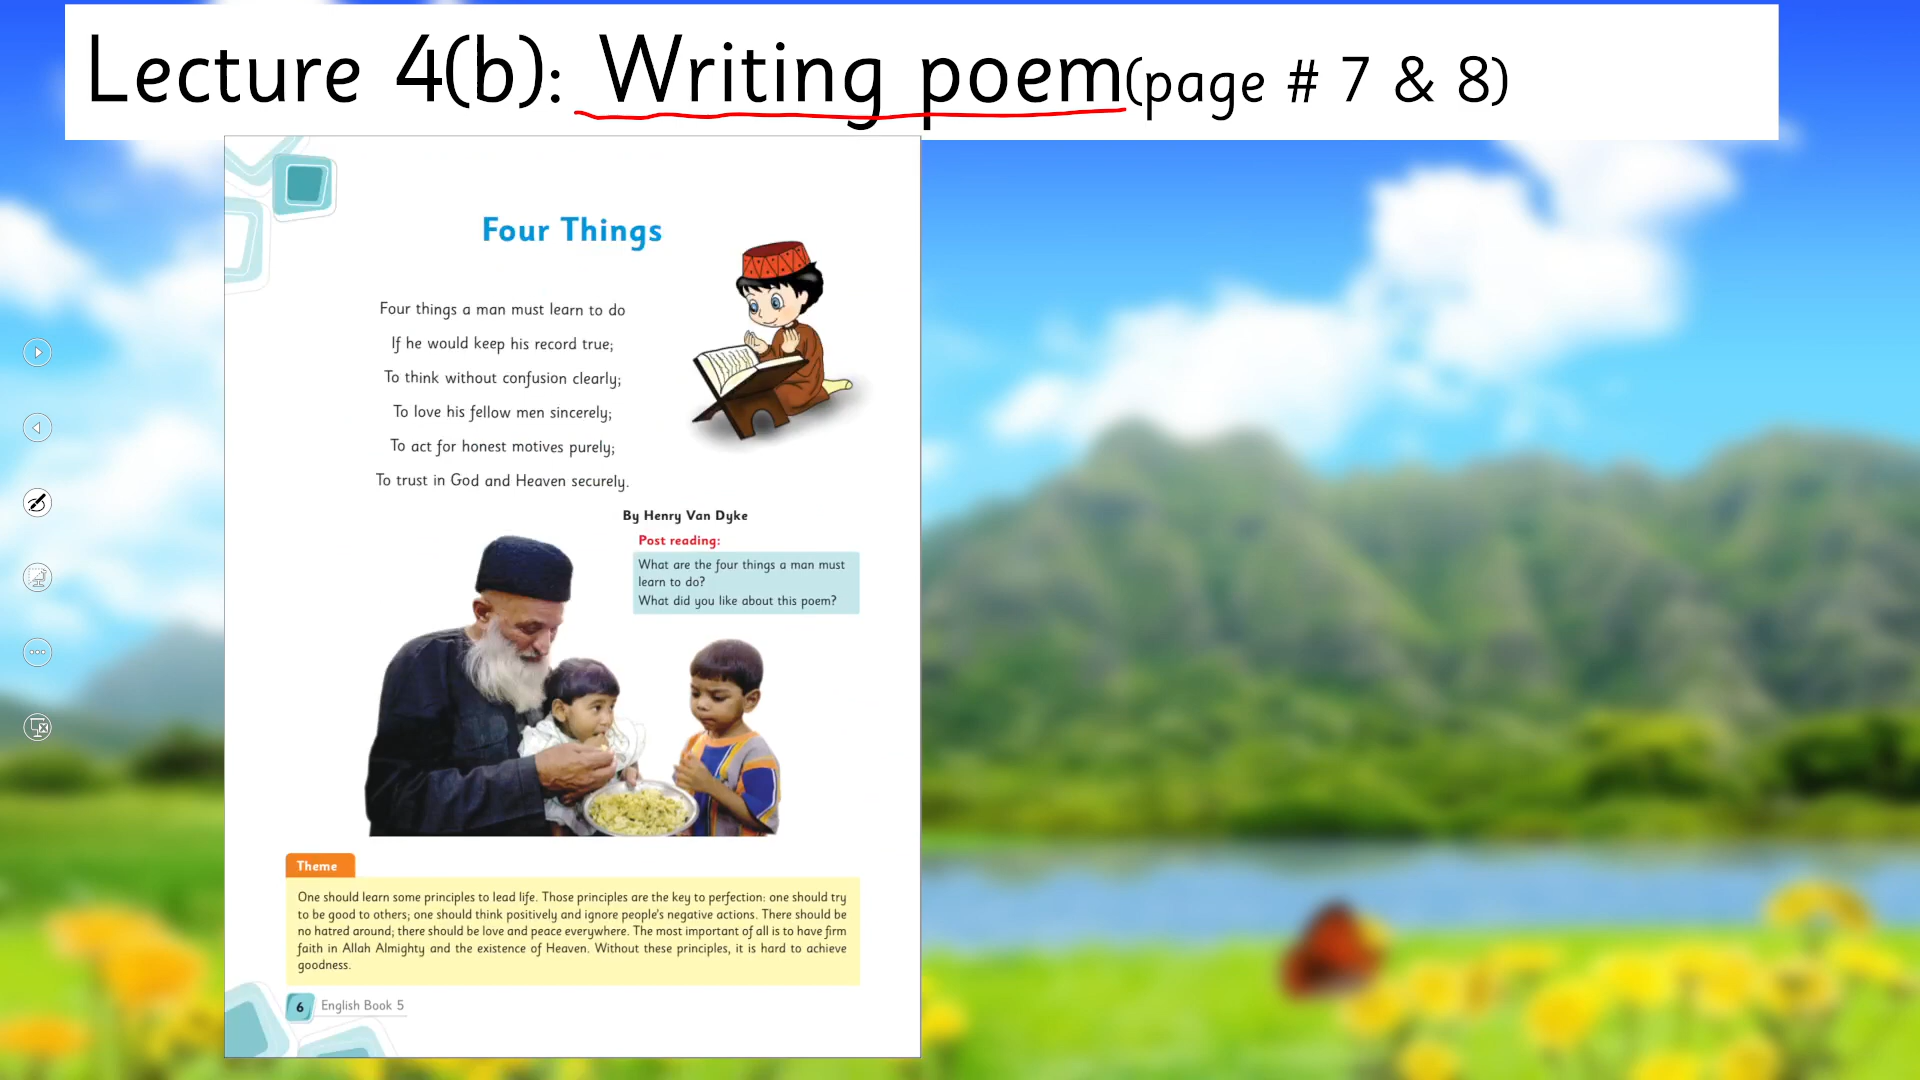 Lecture 4(b): Writing poem(page # 7 & 8)
Four Things
Four things a man must learn to do
If he would keep his record true;
To think without confusion clearly;
To love his fellow men sincerely;
To act for honest motives purely;
To trust in God and Heaven securely.
By Henry Van Dyke
Post reading:
What are the four things a man must
learn to do?
What did you like about this poem?
Theme
One should learn some principles to lead life. Those principles are the key to perfection: one should try
to be good to others; one should think positively and ignore people's negative actions. There should be
no hatred around; there should be love and peace everywhere. The most important of all is to have firm
faith in Allah Almighty and the existence of Heaven. Without these principles, it is hard to achieve
goodness.
6 English Book 5